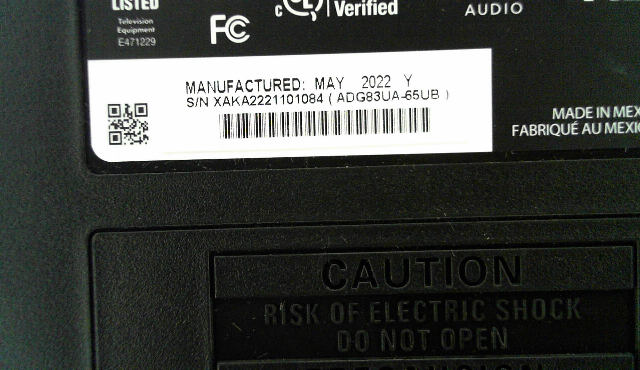 LISTED
Television
Equipment
E471229
FC
c UL Verified
AUDIO
MANUFACTURED: MAY 2022 Y
S/N XAKA2221101084 ( ADG83UA-65UB )
MADE IN MEX
FABRIQUÉ AU MEXIC
CAUTION
RISK OF ELECTRIC SHOCK
DO NOT OPEN